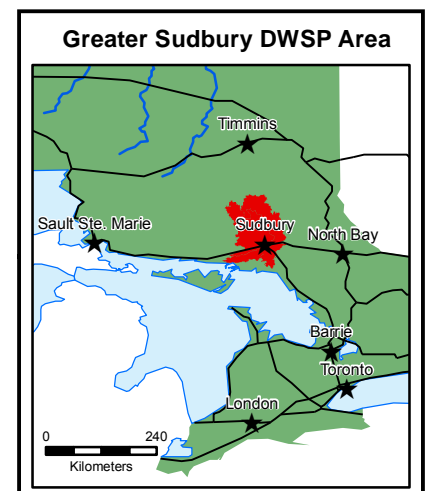 Greater Sudbury DWSP Area
Timmins
Sault Ste. Marie
Sudbury
North Bay
Barrie
Toronto
London
0 240
Kilometers